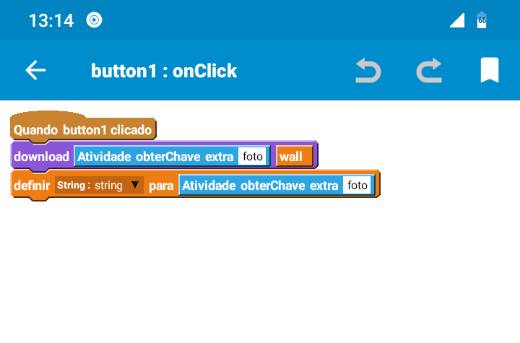 13:14
button1 : onClick
Quando button1 clicado
download Atividade obterChave extra foto wall
definir String: string para Atividade obterChave extra foto